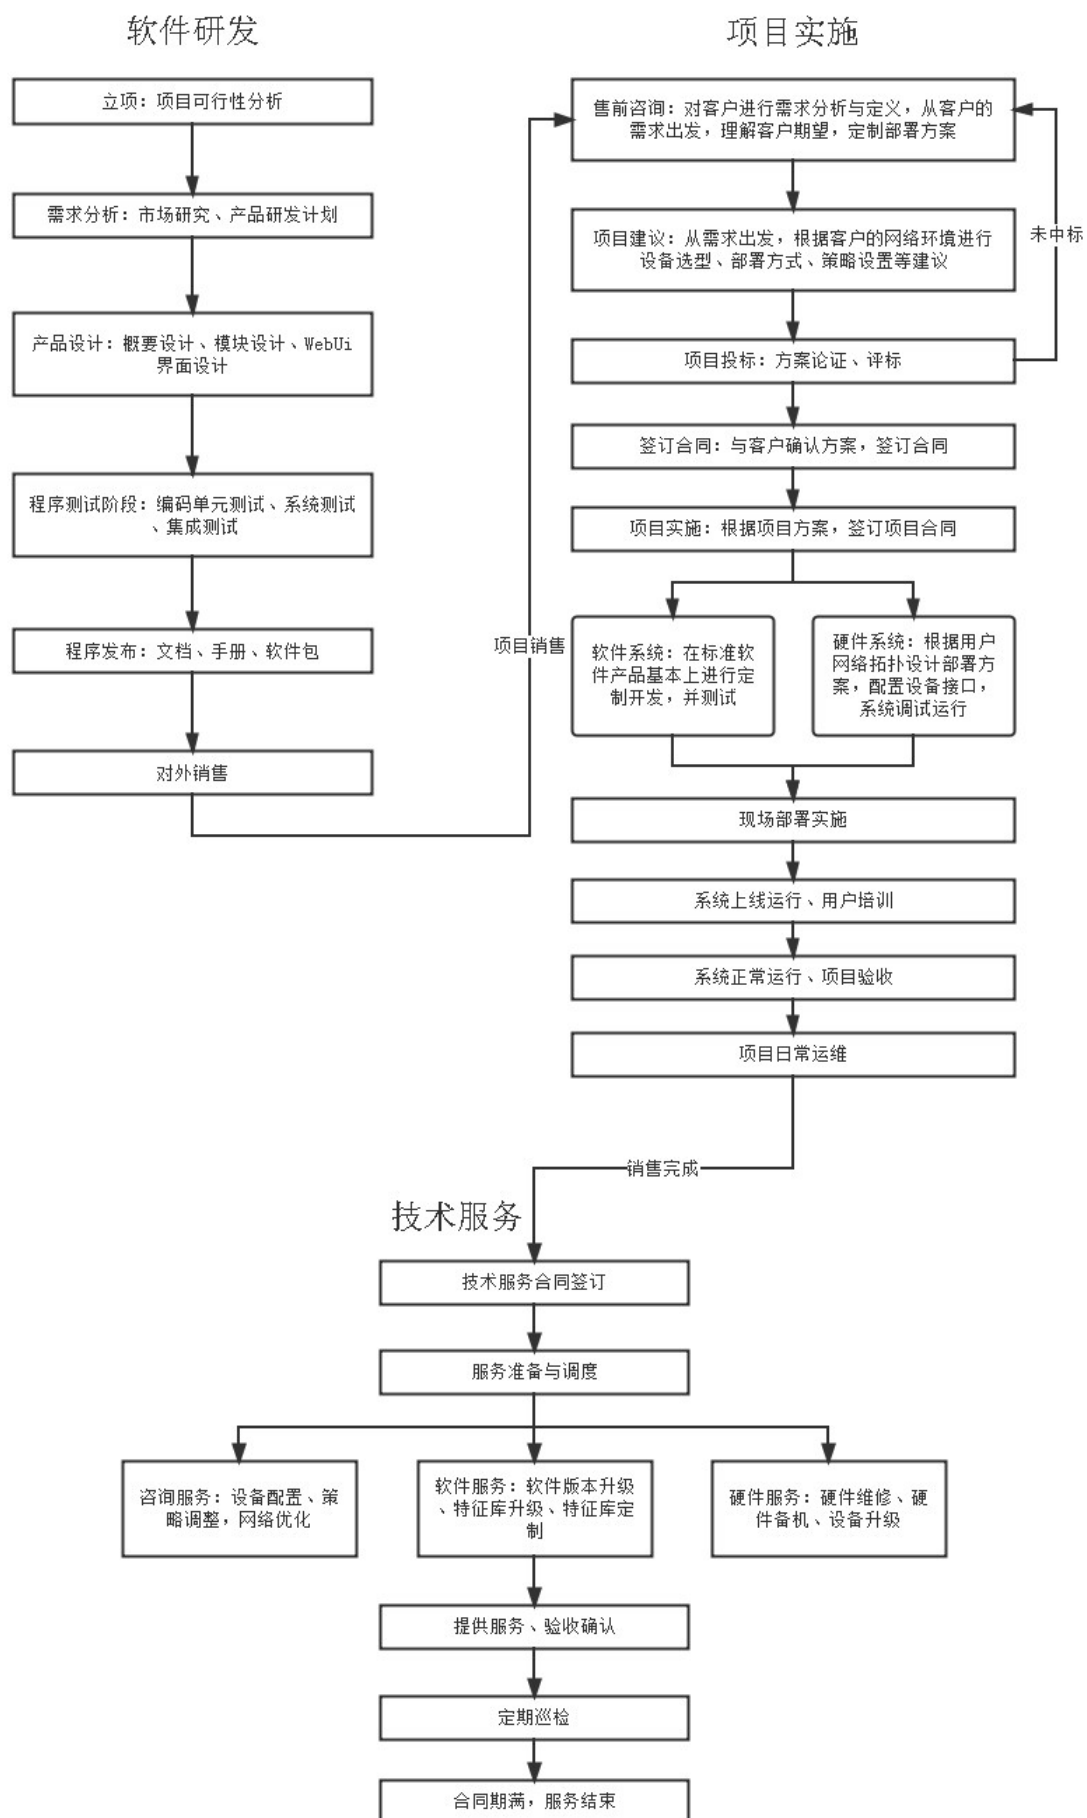 软件研发
立项：项目可行性分析
需求分析：市场研究、产品研发计划
产品设计：概要设计、模块设计、WebUi
界面设计
程序测试阶段：编码单元测试、系统测试
、集成测试
程序发布：文档、手册、软件包
对外销售
项目销售
项目实施
售前咨询：对客户进行需求分析与定义，从客户的
需求出发，理解客户期望，定制部署方案
项目建议：从需求出发，根据客户的网络环境进行
设备选型、部署方式、策略设置等建议
未中标
项目投标：方案论证、评标
签订合同：与客户确认方案，签订合同
项目实施：根据项目方案，签订项目合同
软件系统：在标准软
件产品基本上进行定
制开发，并测试
硬件系统：根据用户
网络拓扑设计部署方
案，配置设备接口，
系统调试运行
现场部署实施
系统上线运行、用户培训
系统正常运行、项目验收
项目日常运维
销售完成
技术服务
技术服务合同签订
服务准备与调度
咨询服务：设备配置、策
略调整，网络优化
软件服务：软件版本升级
、特征库升级、特征库定
制
硬件服务：硬件维修、硬
件备机、设备升级
提供服务、验收确认
定期巡检
合同期满，服务结束